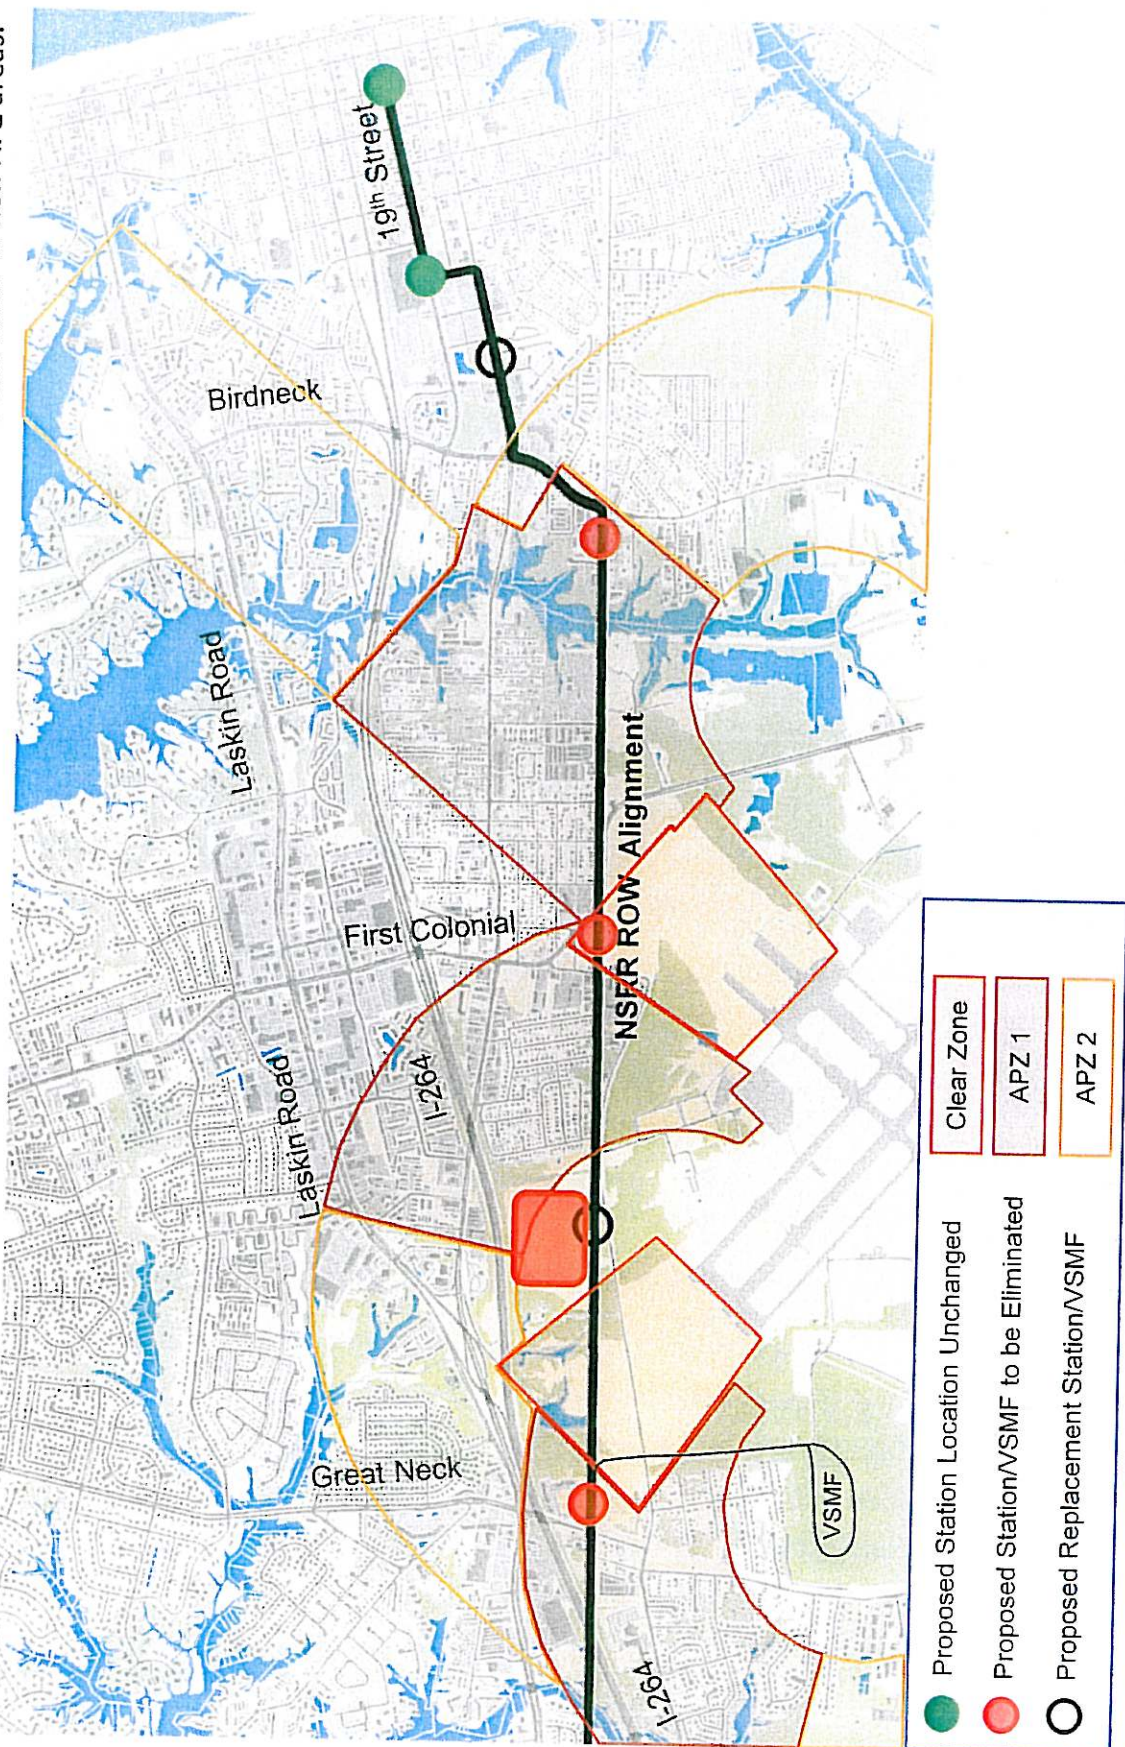 19th Street
Birdneck
Laskin Road
NSRR ROW Alignment
First Colonial
I-264
Laskin Road
Great Neck
VSMF
I-264
Proposed Station Location Unchanged
Proposed Station/VSMF to be Eliminated
Proposed Replacement Station/VSMF
Clear Zone
APZ 1
APZ 2